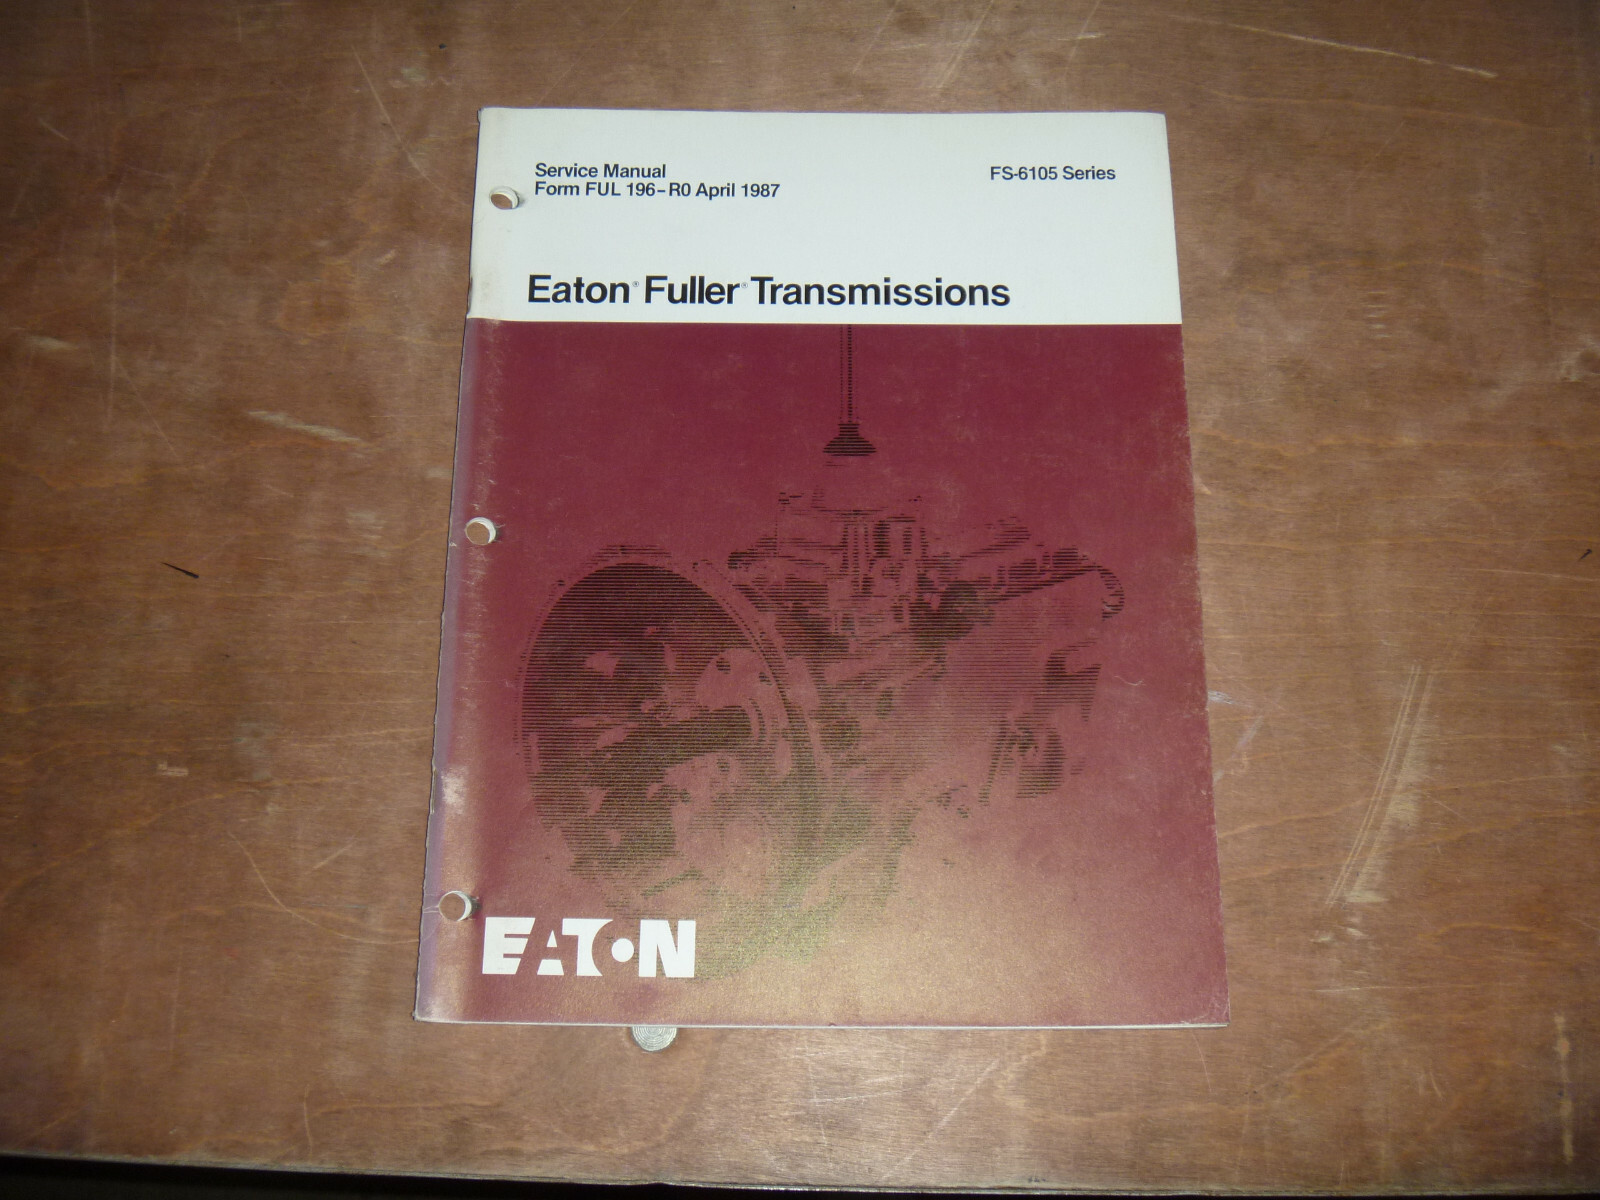 Service Manual
Form FUL 196-R0 April 1987
FS-6105 Series
Eaton® Fuller® Transmissions
EATON